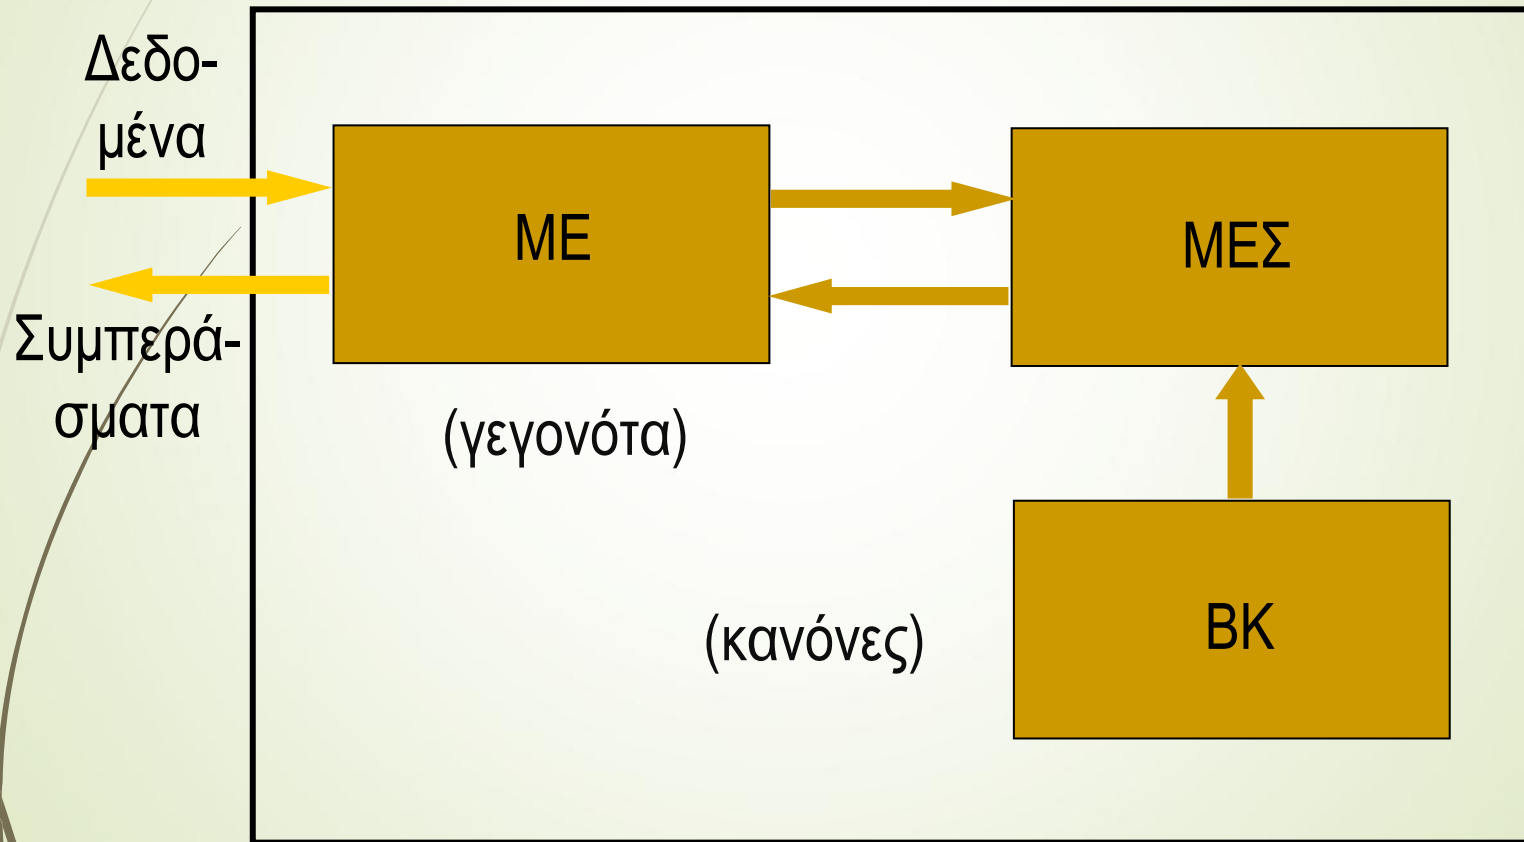 Δεδο-
μένα
ΜΕ
ΜΕΣ
Συμπερά-
σματα
(γεγονότα)
(κανόνες)
ΒΚ